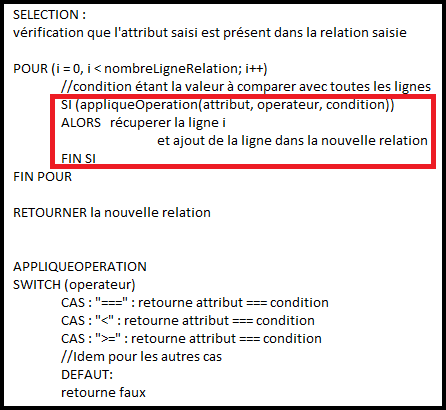 SELECTION :
vérification que l'attribut saisi est présent dans la relation saisie
POUR (i = 0, i < nombreLigneRelation; i++)
//condition étant la valeur à comparer avec toutes les lignes
SI (appliqueOperation(attribut, operateur, condition))
ALORS récuperer la ligne i
et ajout de la ligne dans la nouvelle relation
FIN SI
FIN POUR
RETOURNER la nouvelle relation
APPLIQUEOPERATION
SWITCH (operateur)
CAS : "===" : retourne attribut === condition
CAS : "<" : retourne attribut === condition
CAS : ">=" : retourne attribut === condition
//Idem pour les autres cas
DEFAUT:
retourne faux